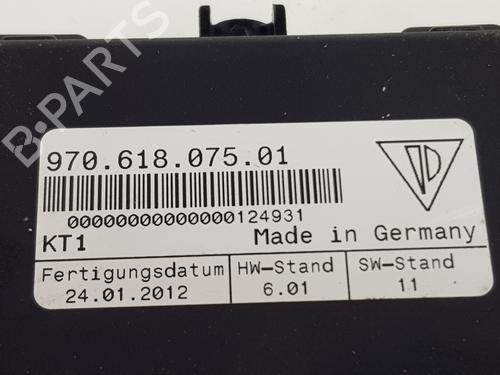 970.618.075.01
00000000000000124931
KT1 Made in Germany
Fertigungsdatum HW-Stand SW-Stand
24.01.2012 6.01 11
B-PARTS